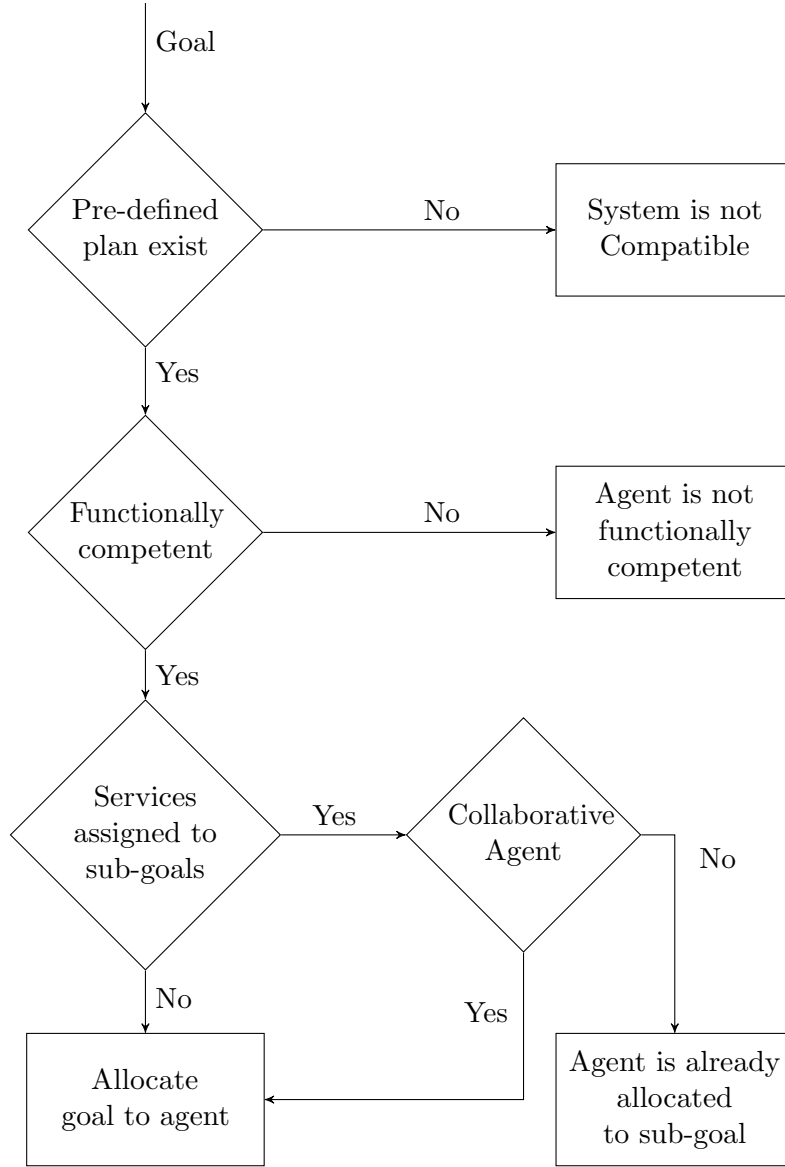 Goal
Pre-defined
plan exist
No
System is not
Compatible
Yes
Functionally
competent
No
Agent is not
functionally
competent
Yes
Services
assigned to
sub-goals
Yes
Collaborative
Agent
No
No
Yes
Allocate
goal to agent
Agent is already
allocated
to sub-goal